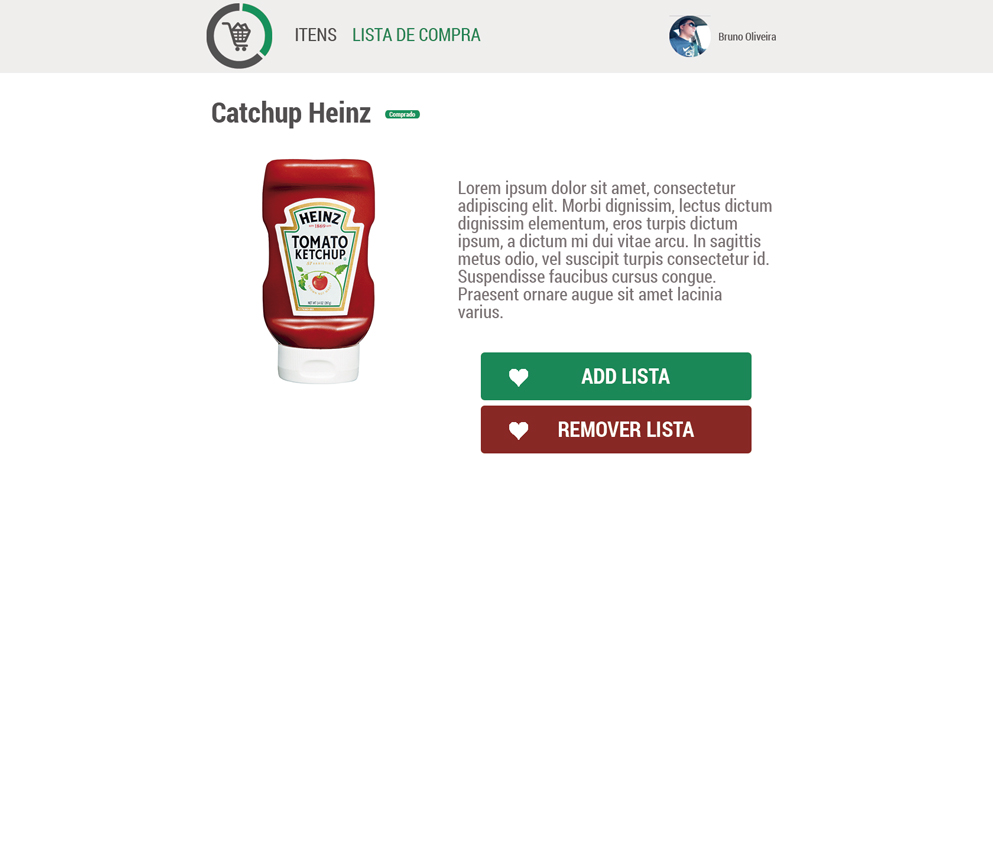 ITENS LISTA DE COMPRA Bruno Oliveira
Catchup Heinz Comprado
HEINZ
TOMATO
KETCHUP
Lorem ipsum dolor sit amet, consectetur
adipiscing elit. Morbi dignissim, lectus dictum
dignissim elementum, eros turpis dictum
ipsum, a dictum mi dui vitae arcu. In sagittis
metus odio, vel suscipit turpis consectetur id.
Suspendisse faucibus cursus congue.
Praesent ornare augue sit amet lacinia
varius.
ADD LISTA
REMOVER LISTA